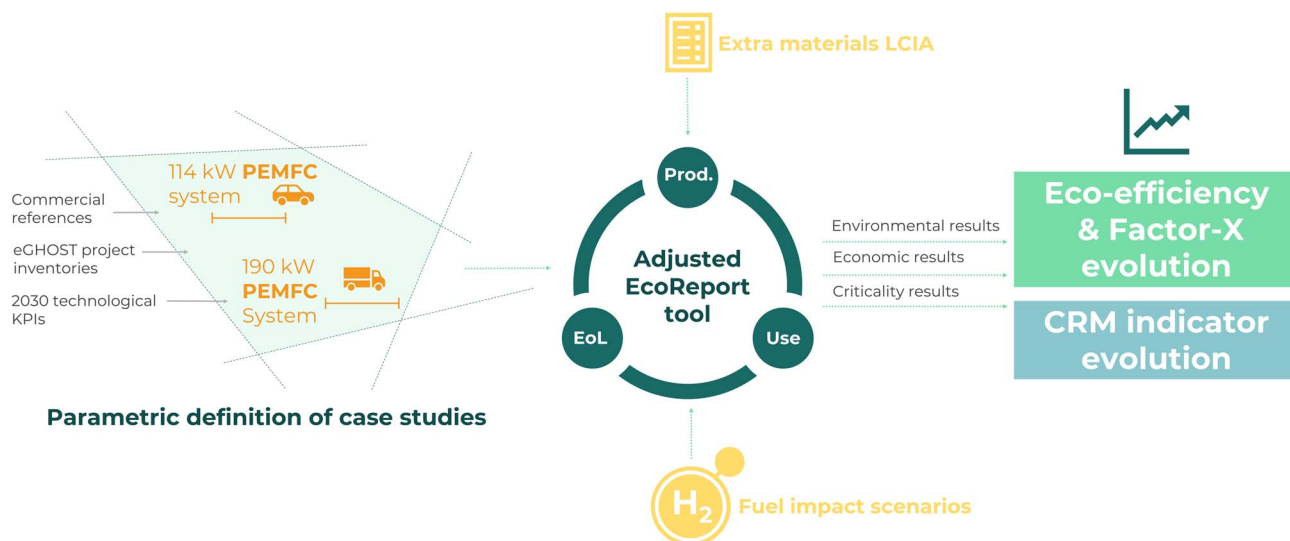 Extra materials LCIA
114 kW PEMFC
system
Commercial
references
eGHOST project
inventories
2030 technological
KPIs
190 kW
PEMFC
System
Parametric definition of case studies
Prod.
Adjusted
EcoReport
tool
EoL
Use
Environmental results
Economic results
Criticality results
Eco-efficiency
& Factor-X
evolution
CRM indicator
evolution
H2
Fuel impact scenarios